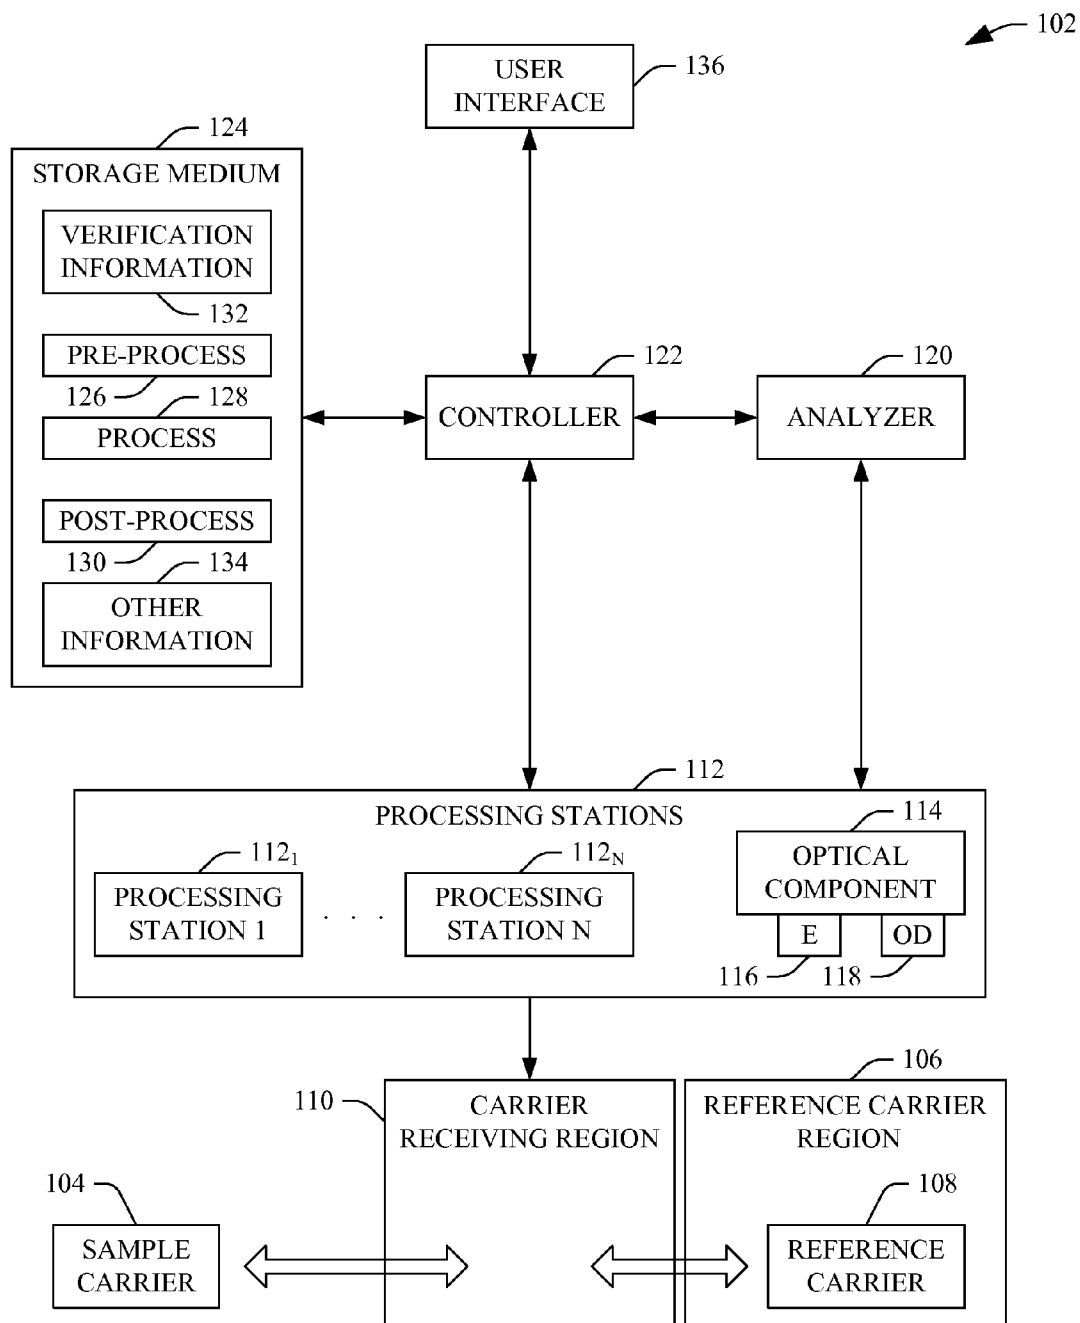 102
USER
INTERFACE
136
124
STORAGE MEDIUM
VERIFICATION
INFORMATION
132
PRE-PROCESS
126
128
PROCESS
POST-PROCESS
130
134
OTHER
INFORMATION
122
CONTROLLER
120
ANALYZER
112
PROCESSING STATIONS
112₁
PROCESSING
STATION 1
. . .
112N
PROCESSING
STATION N
114
OPTICAL
COMPONENT
E
OD
116
118
110
CARRIER
RECEIVING REGION
106
REFERENCE CARRIER
REGION
104
SAMPLE
CARRIER
108
REFERENCE
CARRIER